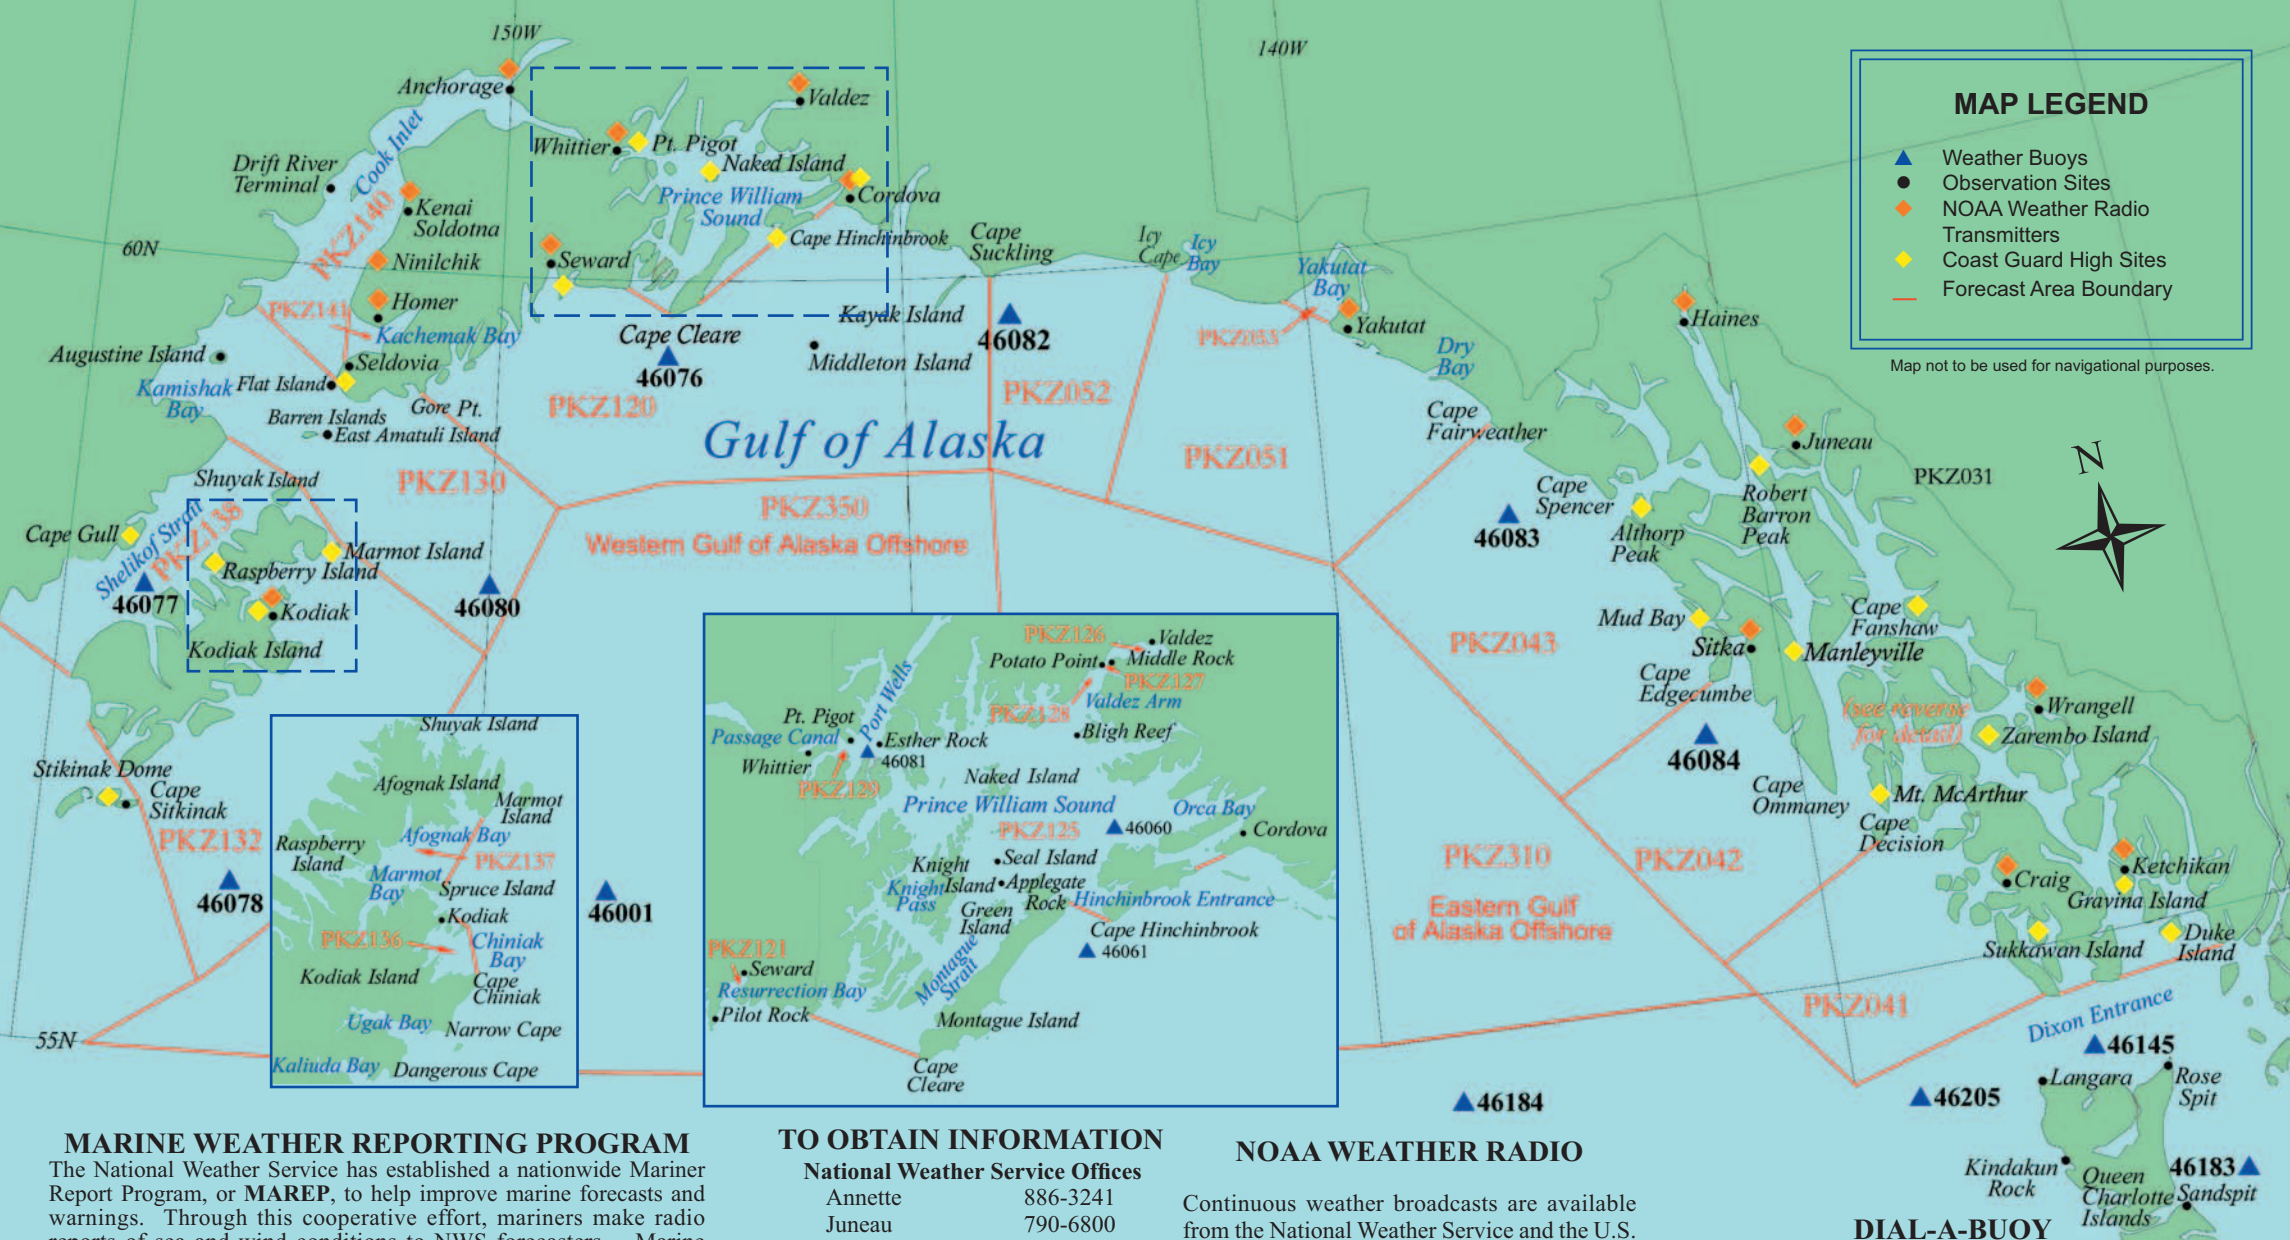 150W
140W
Anchorage
Valdez
Cook Inlet
Whittier
Pt. Pigot
Drift River
Terminal
Naked Island
Prince William
Sound
Cordova
PKZ140
Kenai
Soldotna
60N
Ninilchik
Seward
Cape Hinchinbrook
Cape
Suckling
Icy
Cape
Icy
Bay
Yakutat
Bay
PKZ141
Homer
Kachemak Bay
Kayak Island
Cape Cleare
46076
Middleton Island
46082
PKZ053
Yakutat
Dry
Bay
Haines
Augustine Island
Seldovia
Kamishak
Bay
Flat Island
Barren Islands
Gore Pt.
East Amatuli Island
PKZ120
PKZ052
Gulf of Alaska
PKZ051
Cape
Fairweather
Juneau
PKZ031
Shuyak Island
PKZ130
PKZ350
Western Gulf of Alaska Offshore
Cape
Spencer
46083
Althorp
Peak
Robert
Barron
Peak
Cape Gull
Shelikof Strait
PKZ138
Marmot Island
Raspberry Island
46077
46080
Kodiak
Kodiak Island
PKZ043
Mud Bay
Sitka
Cape
Fanshaw
Manleyville
Cape
Edgecumbe
(see reverse
for detail)
Wrangell
Zarembo Island
46084
Cape
Ommaney
Mt. McArthur
Cape
Decision
Stikinak Dome
Cape
Sitkinak
PKZ132
46078
46001
PKZ310
Eastern Gulf
of Alaska Offshore
PKZ042
Craig
Ketchikan
Gravina Island
Sukkawan Island
Duke
Island
PKZ041
Dixon Entrance
55N
46145
Langara
Rose
Spit
46184
46205
Kindakun
Rock
Queen
Charlotte
Islands
46183
Sandspit
MAP LEGEND
Weather Buoys
Observation Sites
NOAA Weather Radio
Transmitters
Coast Guard High Sites
Forecast Area Boundary
Map not to be used for navigational purposes.
N
Shuyak Island
Afognak Island
Marmot
Island
Afognak Bay
Raspberry
Island
PKZ137
Marmot
Bay
Spruce Island
Kodiak
PKZ136
Chiniak
Bay
Kodiak Island
Cape
Chiniak
Ugak Bay
Narrow Cape
Kaliuda Bay
Dangerous Cape
PKZ126
Valdez
Potato Point
Middle Rock
PKZ127
Port Wells
PKZ128
Valdez Arm
Pt. Pigot
Passage Canal
Esther Rock
Bligh Reef
Whittier
46081
PKZ129
Naked Island
Prince William Sound
Orca Bay
PKZ125
46060
Cordova
Seal Island
Knight
Island
Knight
Pass
Applegate
Rock
Hinchinbrook Entrance
Green
Island
Cape Hinchinbrook
46061
PKZ121
Seward
Resurrection Bay
Montague
Strait
Pilot Rock
Montague Island
Cape
Cleare
MARINE WEATHER REPORTING PROGRAM
The National Weather Service has established a nationwide Mariner
Report Program, or MAREP, to help improve marine forecasts and
warnings. Through this cooperative effort, mariners make radio
reports of sea and wind conditions to NWS forecasters. Marine
TO OBTAIN INFORMATION
National Weather Service Offices
Annette 886-3241
Juneau 790-6800
NOAA WEATHER RADIO
Continuous weather broadcasts are available
from the National Weather Service and the U.S.
DIAL-A-BUOY